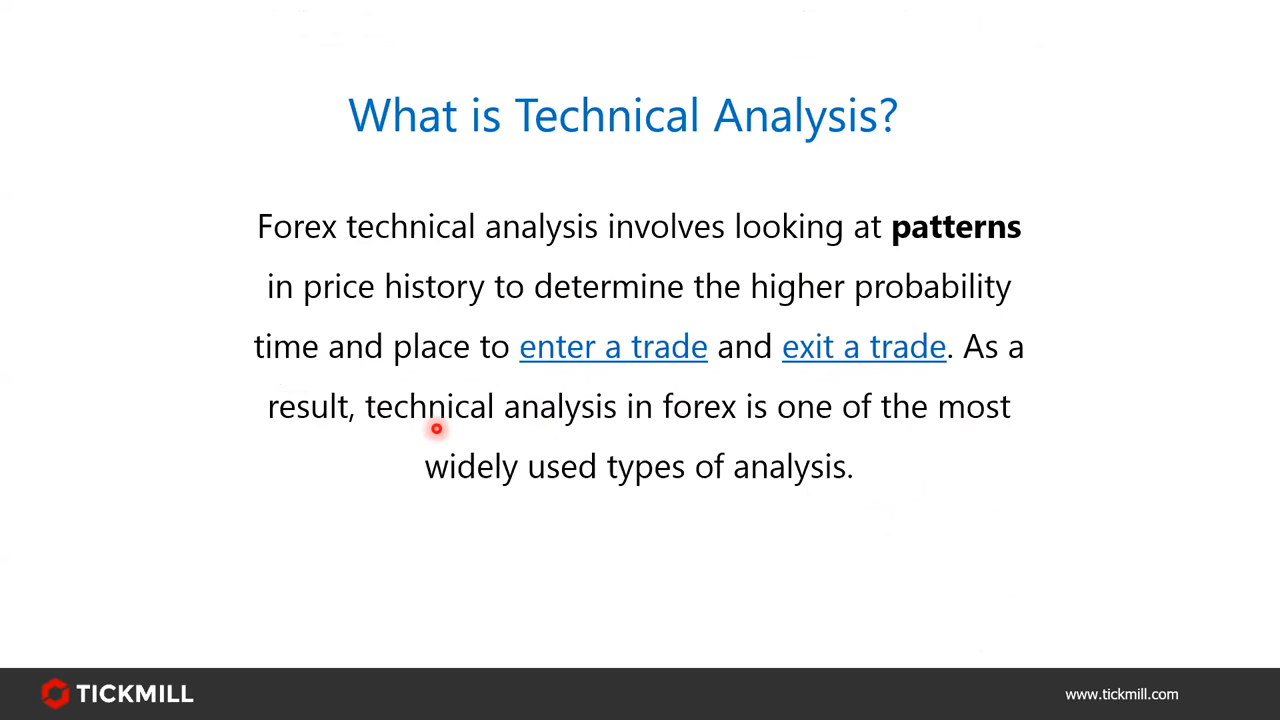 What is Technical Analysis?
Forex technical analysis involves looking at patterns
in price history to determine the higher probability
time and place to enter a trade and exit a trade. As a
result, technical analysis in forex is one of the most
widely used types of analysis.
TICKMILL
www.tickmill.com